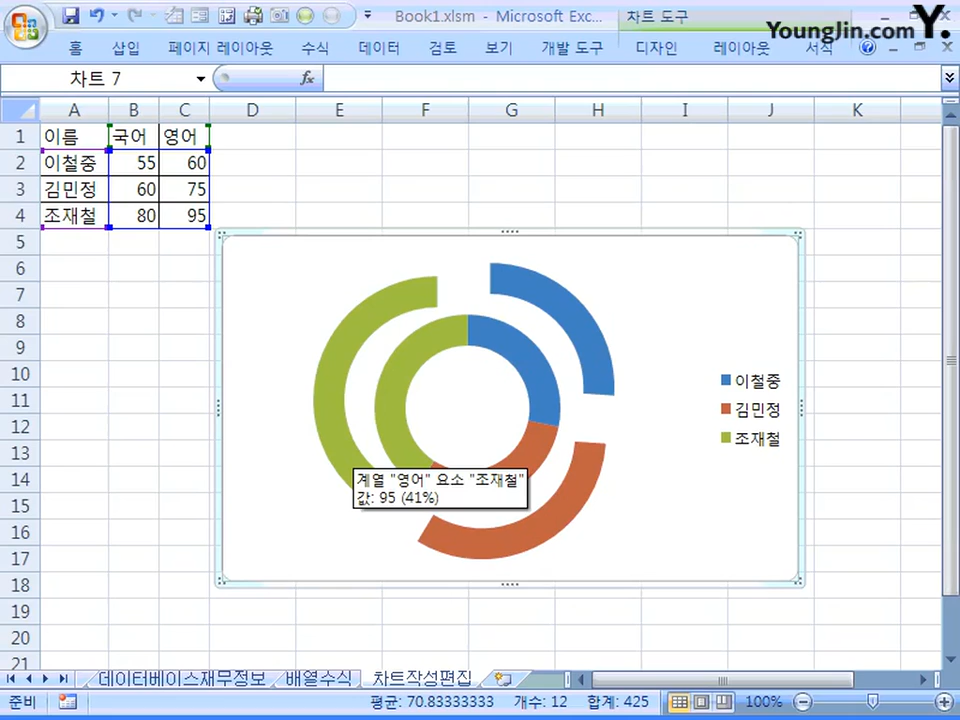 Book1.xlsm - Microsoft Exc...
차트 도구
YoungJin.com Y.
홈 삽입 페이지 레이아웃 수식 데이터 검토 보기 개발 도구 디자인 레이아웃 서식
차트 7 fx
A B C D E F G H I J K
1 이름 국어 영어
2 이철중 55 60
3 김민정 60 75
4 조재철 80 95
5
6
7
8
9
10
11
12
13
14
15
16
17
18
19
20
21
이철중
김민정
조재철
계열 "영어" 요소 "조재철"
값: 95 (41%)
데이터베이스재무정보 배열수식 차트작성편집
준비 평균: 70.83333333 개수: 12 합계: 425 100%